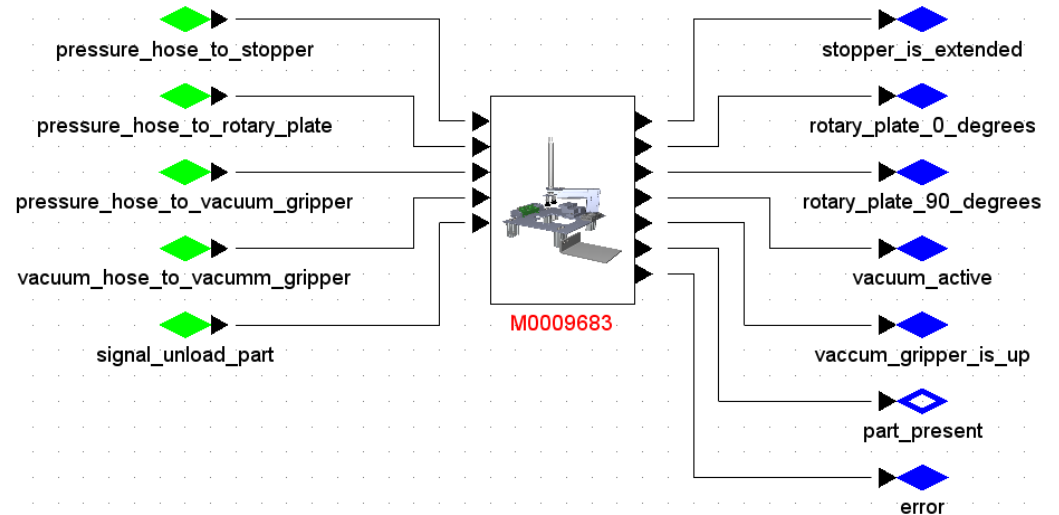 pressure_hose_to_stopper
pressure_hose_to_rotary_plate
pressure_hose_to_vacuum_gripper
vacuum_hose_to_vacumm_gripper
signal_unload_part
M0009683
stopper_is_extended
rotary_plate_0_degrees
rotary_plate_90_degrees
vacuum_active
vaccum_gripper_is_up
part_present
error